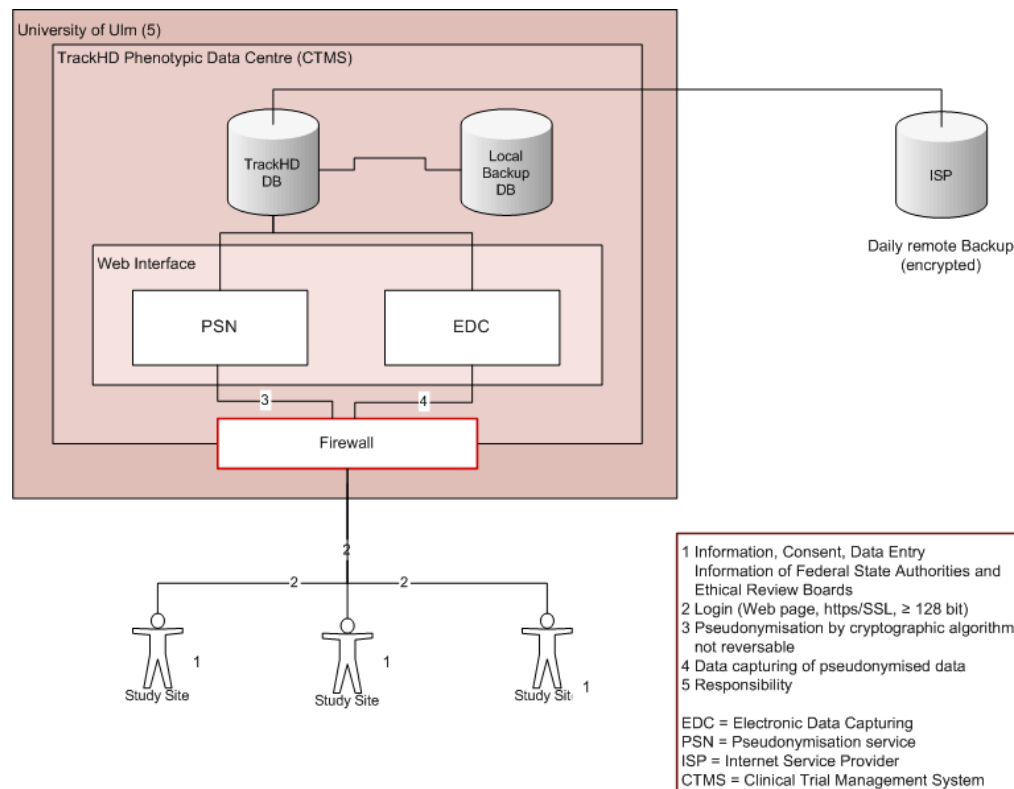 University of Ulm (5)
TrackHD Phenotypic Data Centre (CTMS)
TrackHD
DB
Local
Backup
DB
ISP
Daily remote Backup
(encrypted)
Web Interface
PSN
EDC
3
4
Firewall
2
2
2
1
1
1
Study Site
Study Site
Study Sit
1 Information, Consent, Data Entry
Information of Federal State Authorities and
Ethical Review Boards
2 Login (Web page, https/SSL, ≥ 128 bit)
3 Pseudonymisation by cryptographic algorithm
not reversable
4 Data capturing of pseudonymised data
5 Responsibility
EDC = Electronic Data Capturing
PSN = Pseudonymisation service
ISP = Internet Service Provider
CTMS = Clinical Trial Management System